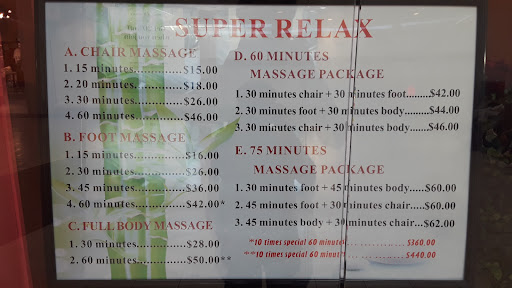 SUPER RELAX
A. CHAIR MASSAGE
1. 15 minutes.............$15.00
2. 20 minutes.............$18.00
3. 30 minutes.............$26.00
4. 60 minutes.............$46.00
B. FOOT MASSAGE
1. 15 minutes.............$16.00
2. 30 minutes.............$26.00
3. 45 minutes.............$36.00
4. 60 minutes.............$42.00*
C. FULL BODY MASSAGE
1. 30 minutes.............$28.00
2. 60 minutes.............$50.00**
D. 60 MINUTES
MASSAGE PACKAGE
1. 30 minutes chair + 30 minutes foot.......$42.00
2. 30 minutes foot + 30 minutes body........$44.00
3. 30 minutes chair + 30 minutes body......$46.00
E. 75 MINUTES
MASSAGE PACKAGE
1. 30 minutes foot + 45 minutes body.....$60.00
2. 45 minutes foot + 30 minutes chair.....$60.00
3. 45 minutes body + 30 minutes chair...$62.00
*10 times special 60 minutes..................$360.00
**10 times special 60 minutes................$440.00